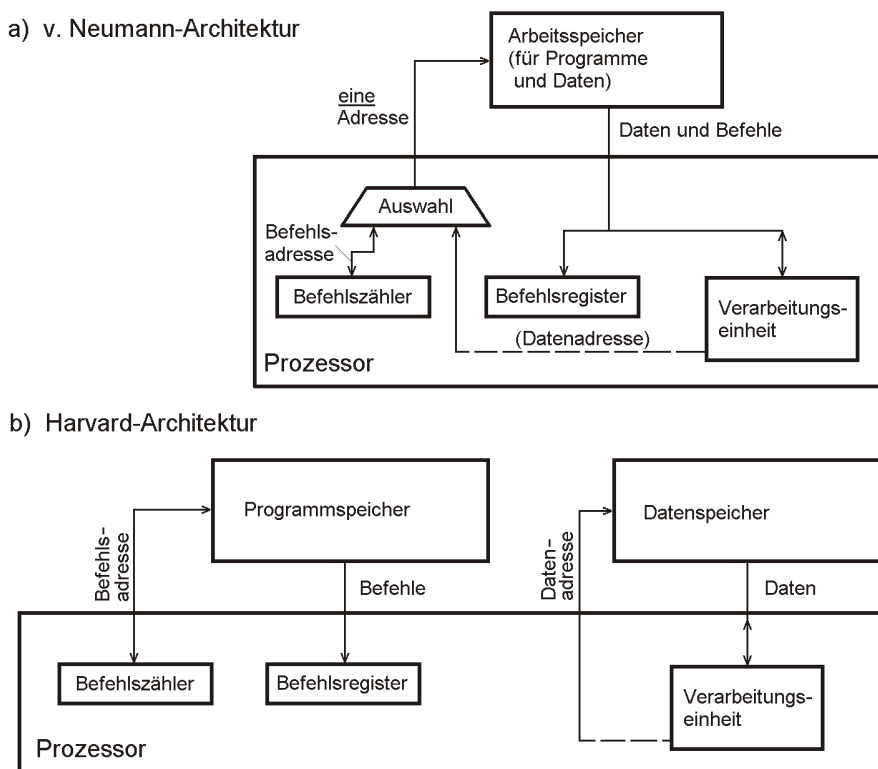 a) v. Neumann-Architektur
Arbeitsspeicher
(für Programme
und Daten)
eine
Adresse
Daten und Befehle
Auswahl
Befehls-
adresse
Befehlszähler
Befehlsregister
Verarbeitungs-
einheit
(Datenadresse)
Prozessor
b) Harvard-Architektur
Programmspeicher
Datenspeicher
Befehls-
adresse
Befehle
Daten-
adresse
Daten
Befehlszähler
Befehlsregister
Verarbeitungs-
einheit
Prozessor